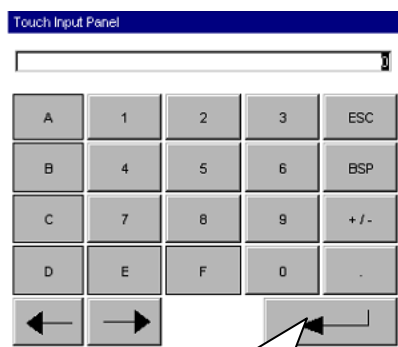 Touch Input Panel
0
A 1 2 3 ESC
B 4 5 6 BSP
C 7 8 9 +/-
D E F 0 .